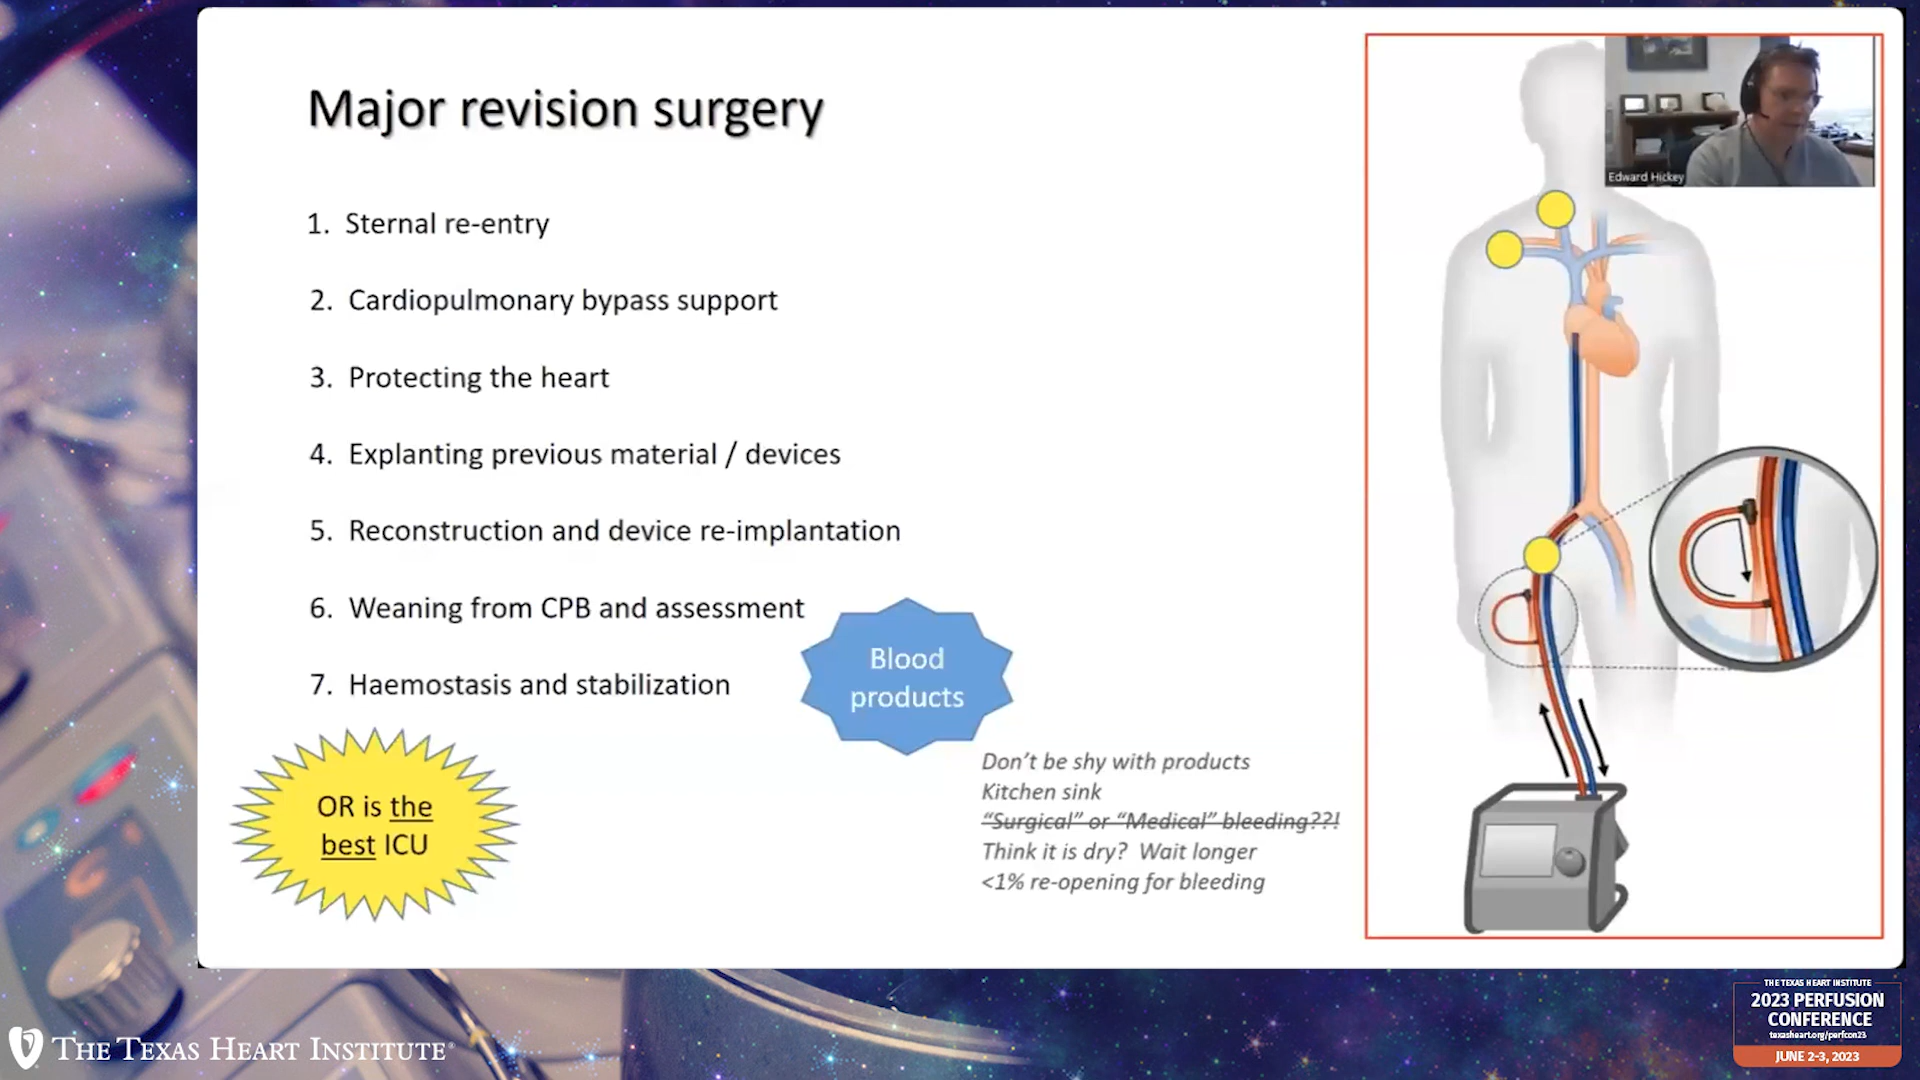 Major revision surgery
1. Sternal re-entry
2. Cardiopulmonary bypass support
3. Protecting the heart
4. Explanting previous material / devices
5. Reconstruction and device re-implantation
6. Weaning from CPB and assessment
7. Haemostasis and stabilization
Blood
products
OR is the
best ICU
Don’t be shy with products
Kitchen sink
“Surgical” or “Medical” bleeding??!
Think it is dry? Wait longer
<1% re-opening for bleeding
Edward Hickey
THE TEXAS HEART INSTITUTE®
THE TEXAS HEART INSTITUTE
2023 PERFUSION
CONFERENCE
texasheart.org/perfcon23
JUNE 2-3, 2023